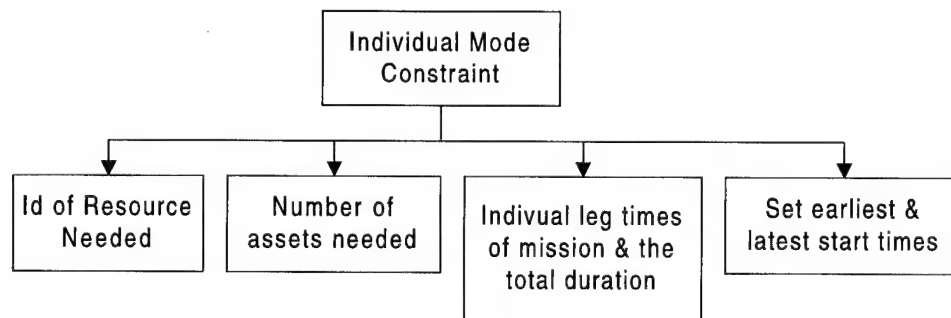 Individual Mode
Constraint
Id of Resource
Needed
Number of
assets needed
Indivual leg times
of mission & the
total duration
Set earliest &
latest start times